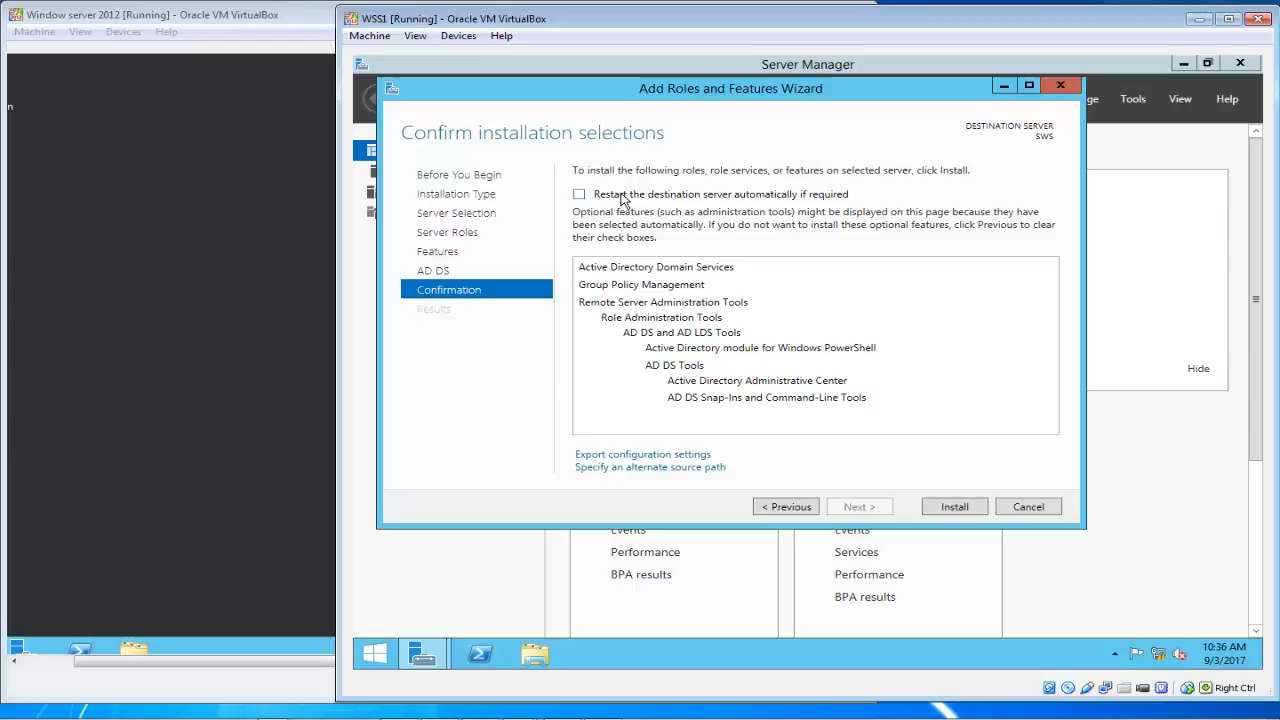 Window server 2012 [Running] - Oracle VM VirtualBox
Machine View Devices Help
n
WSS1 [Running] - Oracle VM VirtualBox
Machine View Devices Help
Server Manager
Tools View Help
Add Roles and Features Wizard
Confirm installation selections
DESTINATION SERVER
SWS
Before You Begin
Installation Type
Server Selection
Server Roles
Features
AD DS
Confirmation
Results
To install the following roles, role services, or features on selected server, click Install.
Restart the destination server automatically if required
Optional features (such as administration tools) might be displayed on this page because they have
been selected automatically. If you do not want to install these optional features, click Previous to clear
their check boxes.
Active Directory Domain Services
Group Policy Management
Remote Server Administration Tools
Role Administration Tools
AD DS and AD LDS Tools
Active Directory module for Windows PowerShell
AD DS Tools
Active Directory Administrative Center
AD DS Snap-Ins and Command-Line Tools
Export configuration settings
Specify an alternate source path
< Previous
Next >
Install
Cancel
Hide
Events
Performance
BPA results
Events
Services
Performance
BPA results
10:36 AM
9/3/2017
Right Ctrl